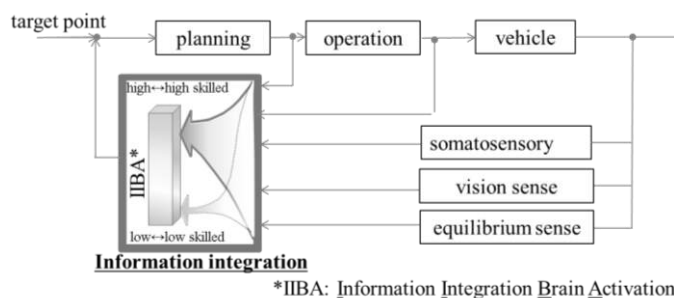 target point
planning
operation
vehicle
high↔high skilled
IIBA*
low↔low skilled
somatosensory
vision sense
equilibrium sense
Information integration
*IIBA: Information Integration Brain Activation